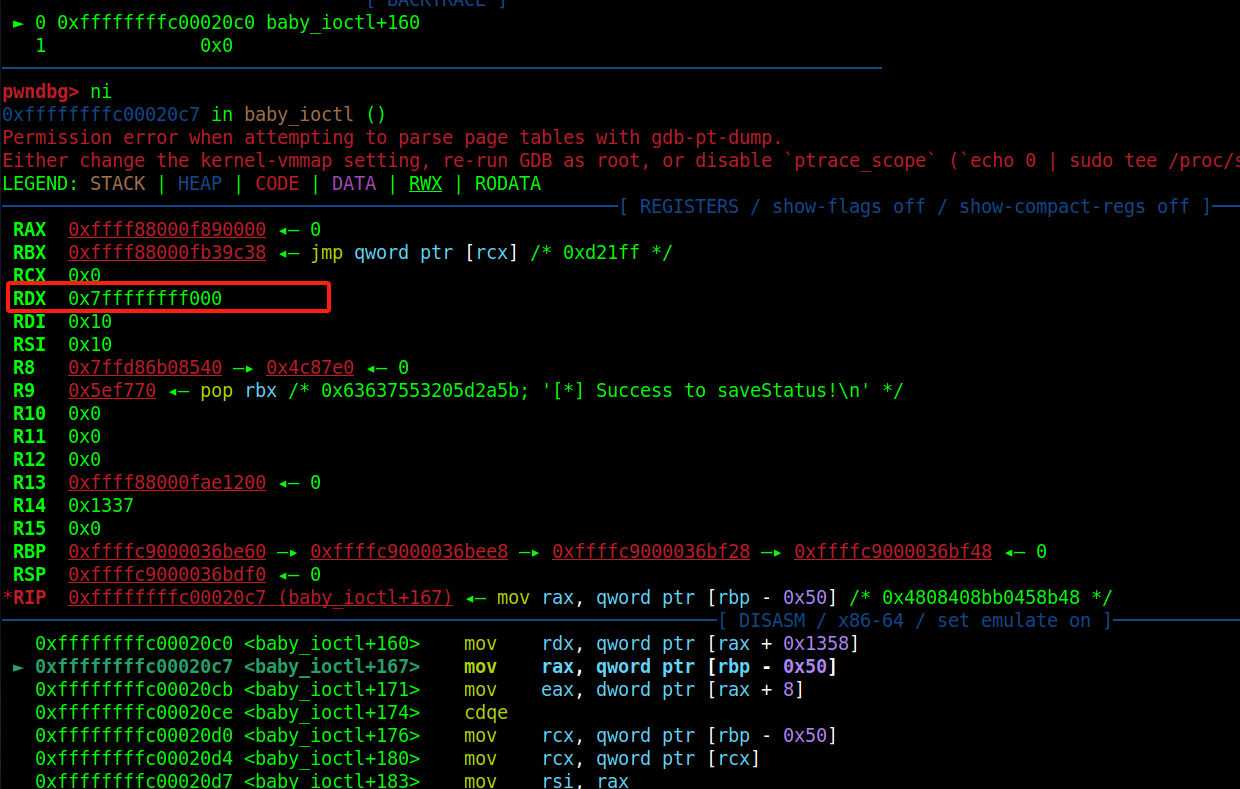 [ BACKTRACE ]
► 0 0xffffffffc00020c0 baby_ioctl+160
1 0x0
pwndbg> ni
0xffffffffc00020c7 in baby_ioctl ()
Permission error when attempting to parse page tables with gdb-pt-dump.
Either change the kernel-vmmap setting, re-run GDB as root, or disable `ptrace_scope` (`echo 0 | sudo tee /proc/s
LEGEND: STACK | HEAP | CODE | DATA | RWX | RODATA
[ REGISTERS / show-flags off / show-compact-regs off ]
RAX 0xffff88000f890000 ◂— 0
RBX 0xffff88000fb39c38 ◂— jmp qword ptr [rcx] /* 0xd21ff */
RCX 0x0
RDX 0x7ffffffff000
RDI 0x10
RSI 0x10
R8 0x7ffd86b08540 —▸ 0x4c87e0 ◂— 0
R9 0x5ef770 ◂— pop rbx /* 0x63637553205d2a5b; '[*] Success to saveStatus!\n' */
R10 0x0
R11 0x0
R12 0x0
R13 0xffff88000fae1200 ◂— 0
R14 0x1337
R15 0x0
RBP 0xffffc9000036be60 —▸ 0xffffc9000036bee8 —▸ 0xffffc9000036bf28 —▸ 0xffffc9000036bf48 ◂— 0
RSP 0xffffc9000036bdf0 ◂— 0
*RIP 0xffffffffc00020c7 (baby_ioctl+167) ◂— mov rax, qword ptr [rbp - 0x50] /* 0x4808408bb0458b48 */
[ DISASM / x86-64 / set emulate on ]
0xffffffffc00020c0 <baby_ioctl+160> mov rdx, qword ptr [rax + 0x1358]
► 0xffffffffc00020c7 <baby_ioctl+167> mov rax, qword ptr [rbp - 0x50]
0xffffffffc00020cb <baby_ioctl+171> mov eax, dword ptr [rax + 8]
0xffffffffc00020ce <baby_ioctl+174> cdqe
0xffffffffc00020d0 <baby_ioctl+176> mov rcx, qword ptr [rbp - 0x50]
0xffffffffc00020d4 <baby_ioctl+180> mov rcx, qword ptr [rcx]
0xffffffffc00020d7 <baby_ioctl+183> mov rsi, rax